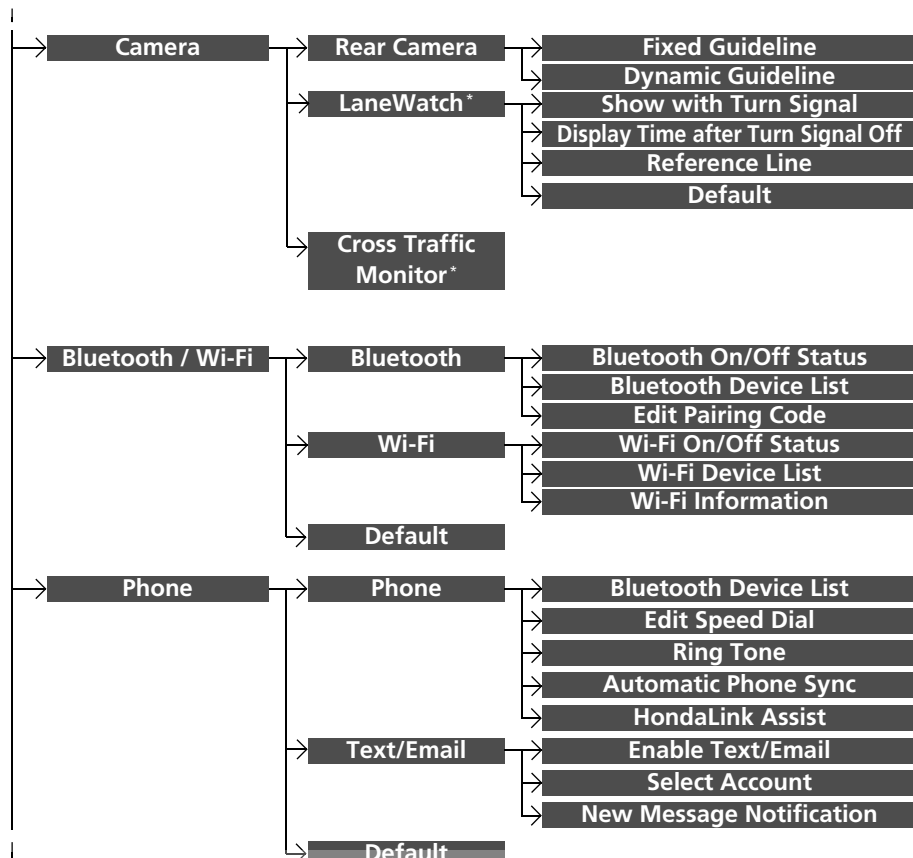 Camera
Rear Camera
Fixed Guideline
Dynamic Guideline
LaneWatch*
Show with Turn Signal
Display Time after Turn Signal Off
Reference Line
Default
Cross Traffic
Monitor*
Bluetooth / Wi-Fi
Bluetooth
Bluetooth On/Off Status
Bluetooth Device List
Edit Pairing Code
Wi-Fi
Wi-Fi On/Off Status
Wi-Fi Device List
Wi-Fi Information
Default
Phone
Phone
Bluetooth Device List
Edit Speed Dial
Ring Tone
Automatic Phone Sync
HondaLink Assist
Text/Email
Enable Text/Email
Select Account
New Message Notification
Default